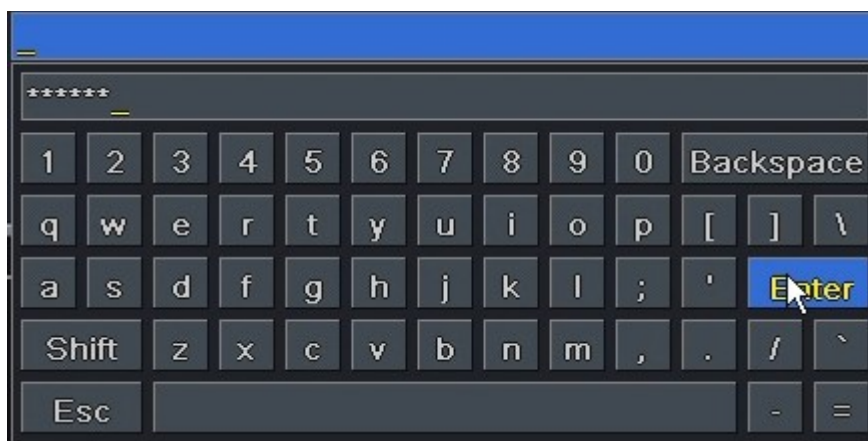 _
******_
1 2 3 4 5 6 7 8 9 0 Backspace
q w e r t y u i o p [ ] \
a s d f g h j k l ; ' Enter
Shift z x c v b n m , . / `
Esc - =